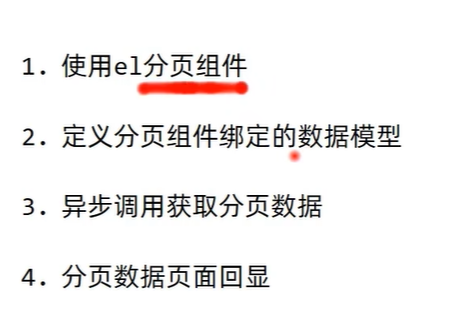 1. 使用el分页组件
2. 定义分页组件绑定的数据模型
3. 异步调用获取分页数据
4. 分页数据页面回显